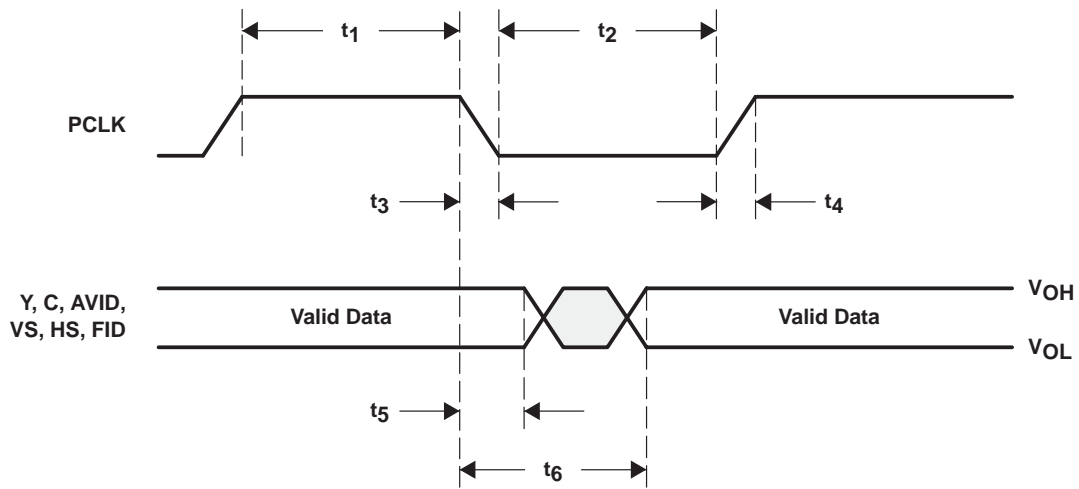 t1
t2
PCLK
t3
t4
Y, C, AVID,
VS, HS, FID
Valid Data
Valid Data
VOH
VOL
t5
t6